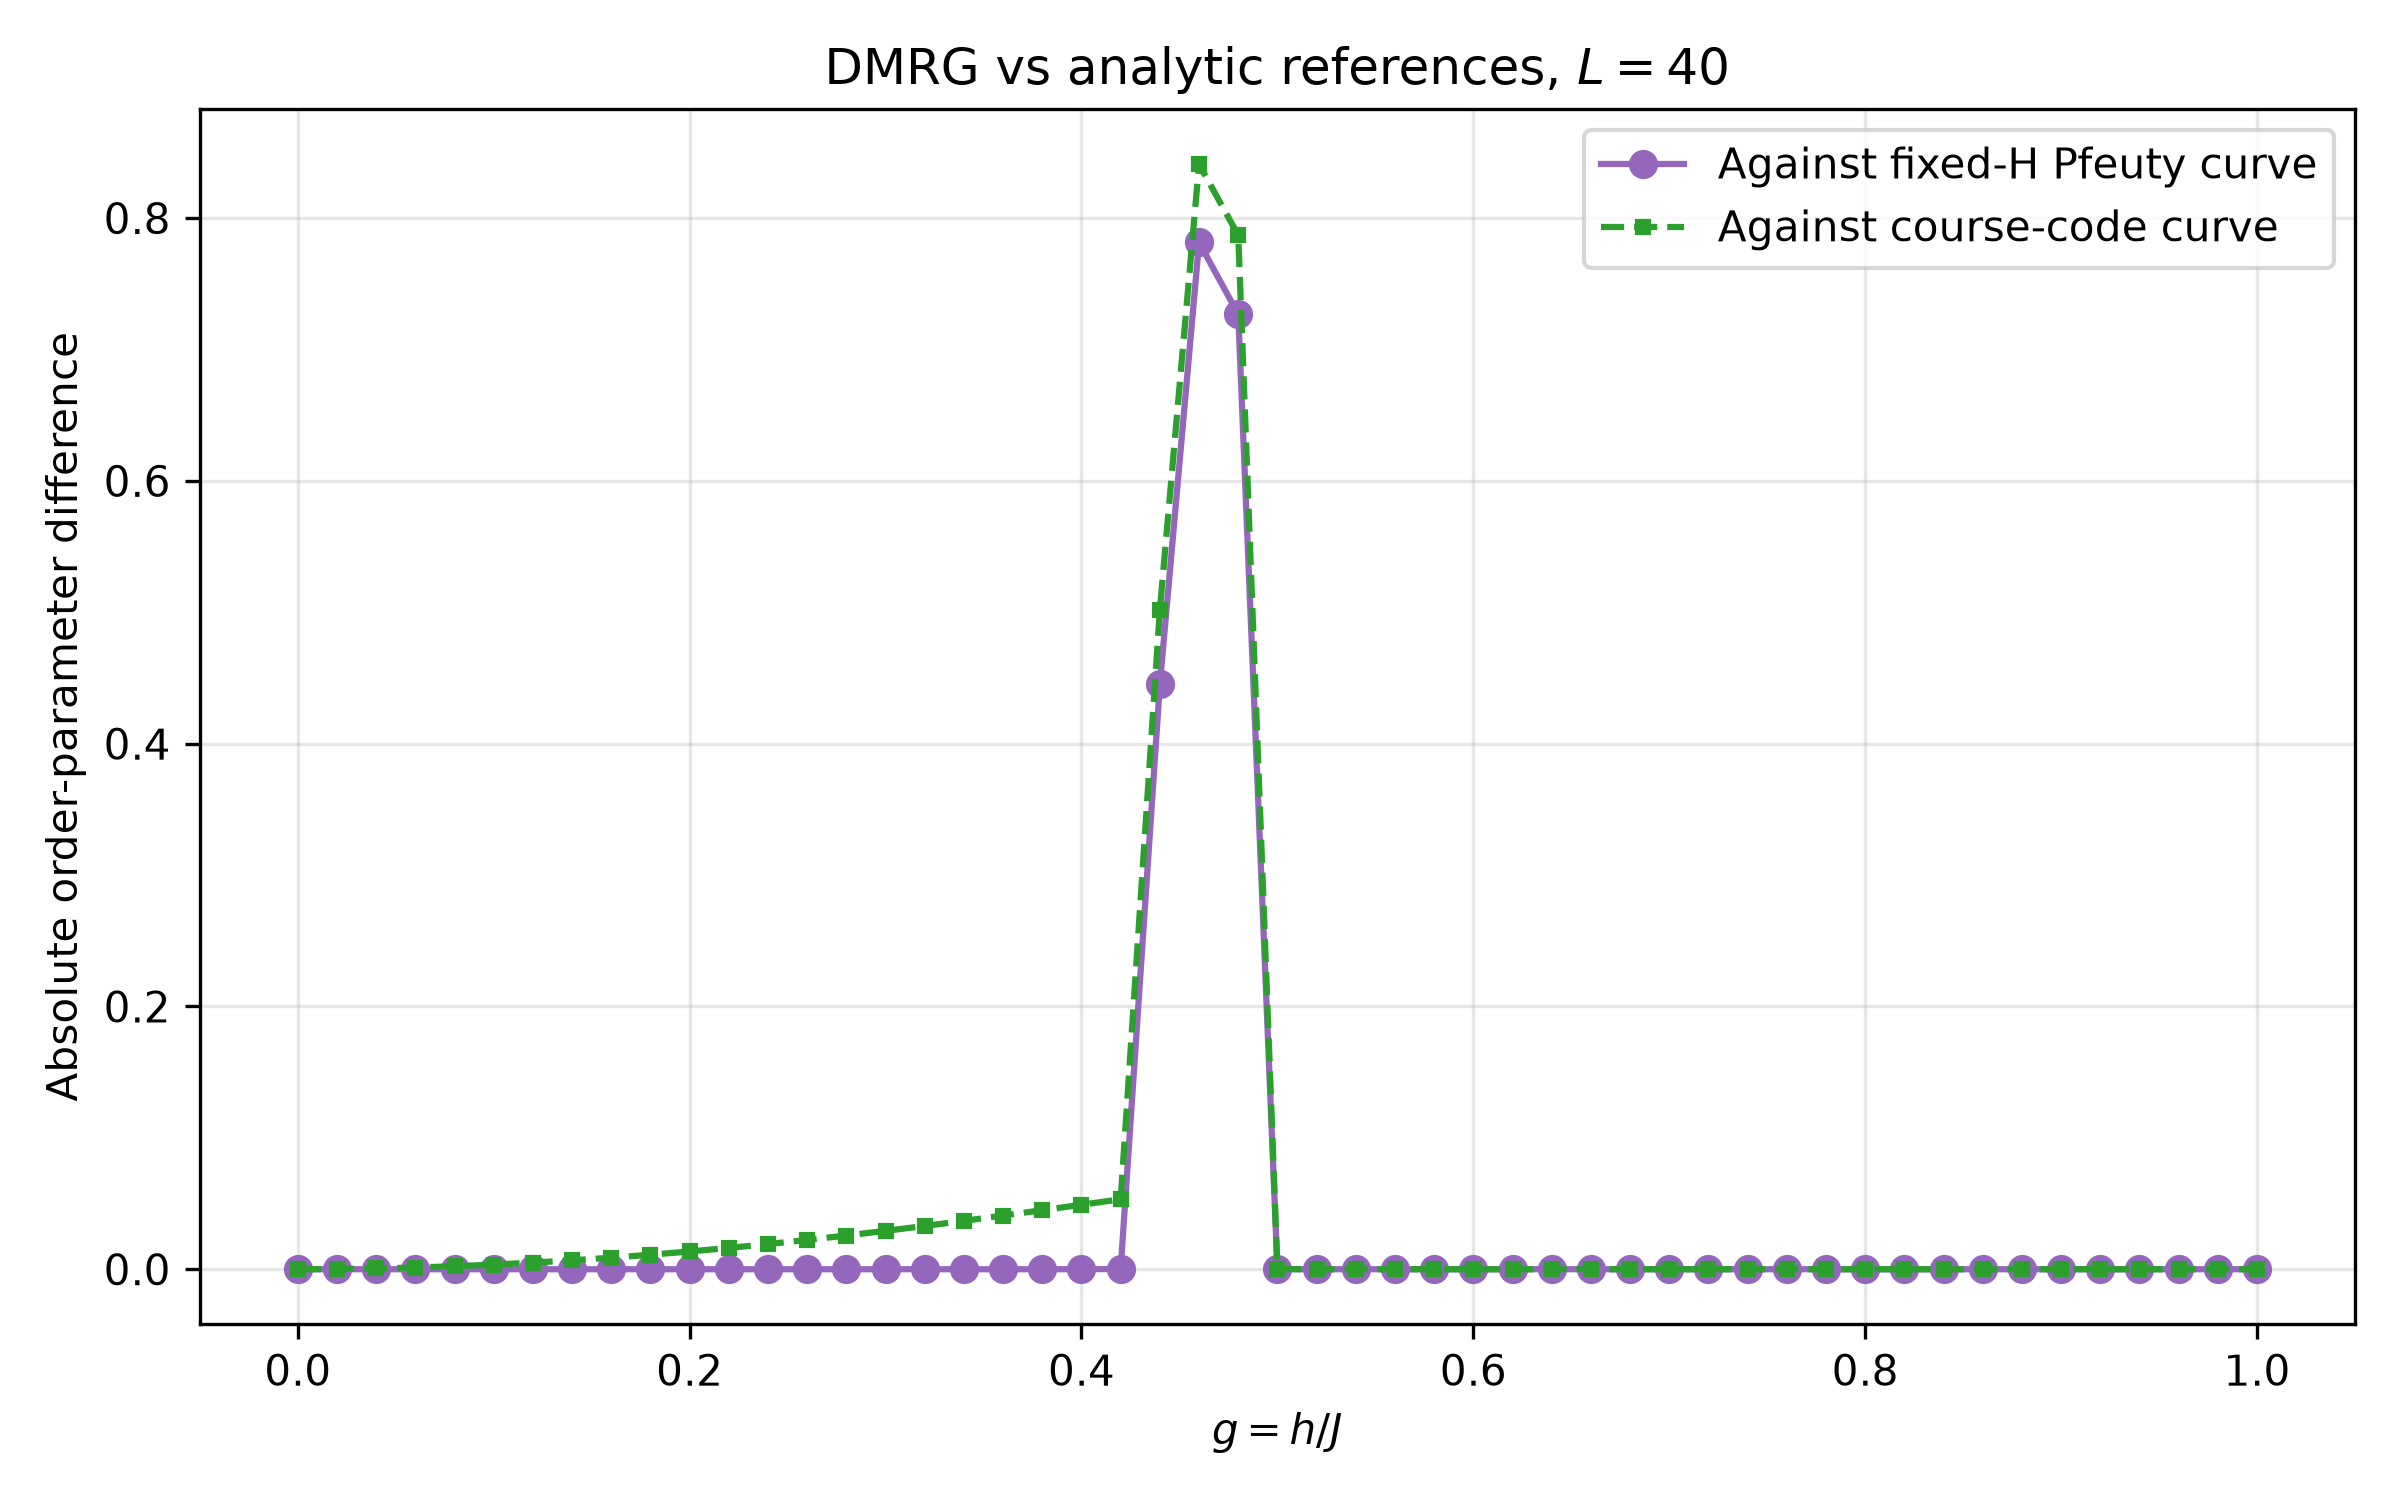 DMRG vs analytic references, L = 40
Against fixed-H Pfeuty curve
Against course-code curve
Absolute order-parameter difference
0.8
0.6
0.4
0.2
0.0
0.0 0.2 0.4 0.6 0.8 1.0
g = h/J